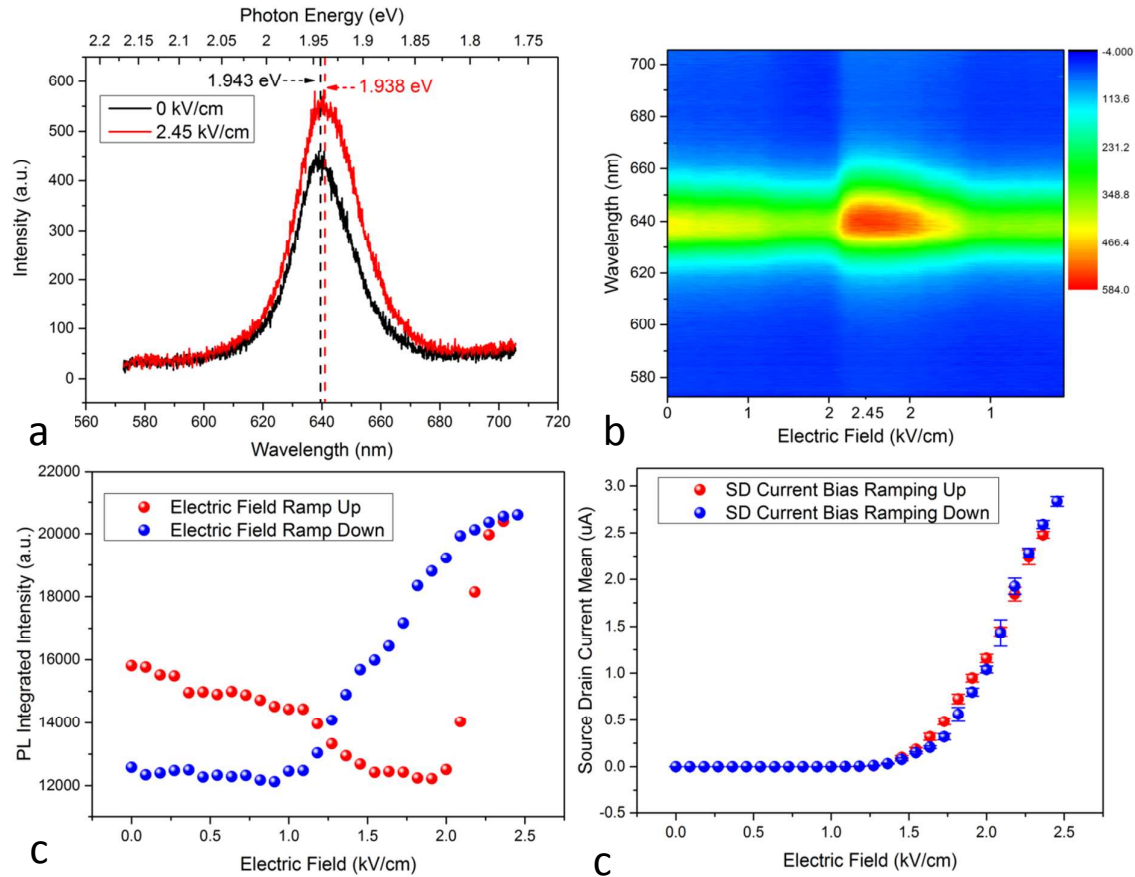 Photon Energy (eV)
2.2 2.15 2.1 2.05 2 1.95 1.9 1.85 1.8 1.75
600
500
400
300
200
100
0
Intensity (a.u.)
1.943 eV
1.938 eV
0 kV/cm
2.45 kV/cm
560 580 600 620 640 660 680 700 720
Wavelength (nm)
a
700
680
660
640
620
600
580
Wavelength (nm)
-4.000
113.6
231.2
348.8
466.4
584.0
0 1 2 2.45 2 1
Electric Field (kV/cm)
b
22000
20000
18000
16000
14000
12000
PL Integrated Intensity (a.u.)
Electric Field Ramp Up
Electric Field Ramp Down
0.0 0.5 1.0 1.5 2.0 2.5
Electric Field (kV/cm)
c
3.0
2.5
2.0
1.5
1.0
0.5
0.0
-0.5
Source Drain Current Mean (uA)
SD Current Bias Ramping Up
SD Current Bias Ramping Down
0.0 0.5 1.0 1.5 2.0 2.5
Electric Field (kV/cm)
c